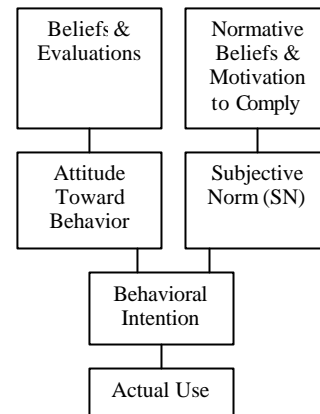 Beliefs &
Evaluations
Normative
Beliefs &
Motivation
to Comply
Attitude
Toward
Behavior
Subjective
Norm (SN)
Behavioral
Intention
Actual Use